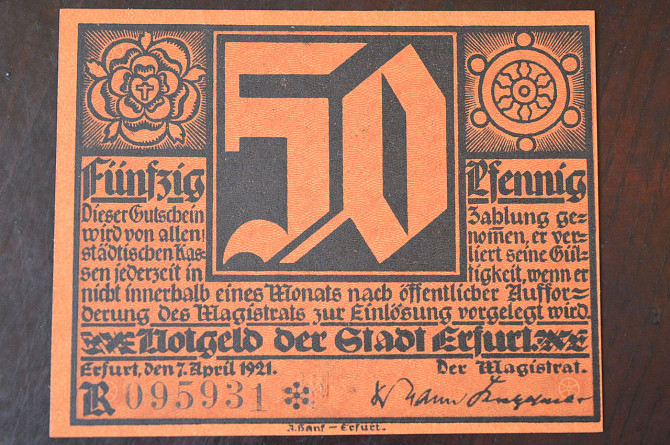 50
Fünfzig
Pfennig
Dieser Gutschein
wird von allen
städtischen Kas=
sen jederzeit in
Zahlung ge=
nommen, er ver=
liert seine Gül=
tigkeit, wenn er
nicht innerhalb eines Monats nach öffentlicher Auffor=
derung des Magistrats zur Einlösung vorgelegt wird.
Notgeld der Stadt Erfurt.
Erfurt, den 7. April 1921.
Der Magistrat.
R 095931
- Erfurt.